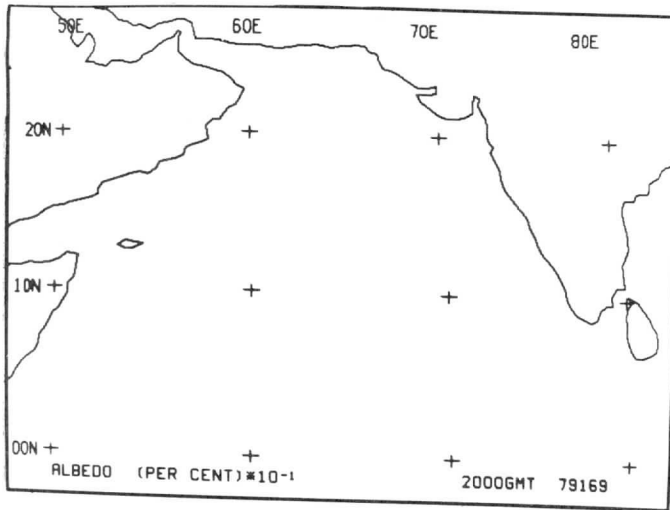 50E 60E 70E 80E
20N
10N
00N
ALBEDO (PER CENT)*10-1 2000GMT 79169